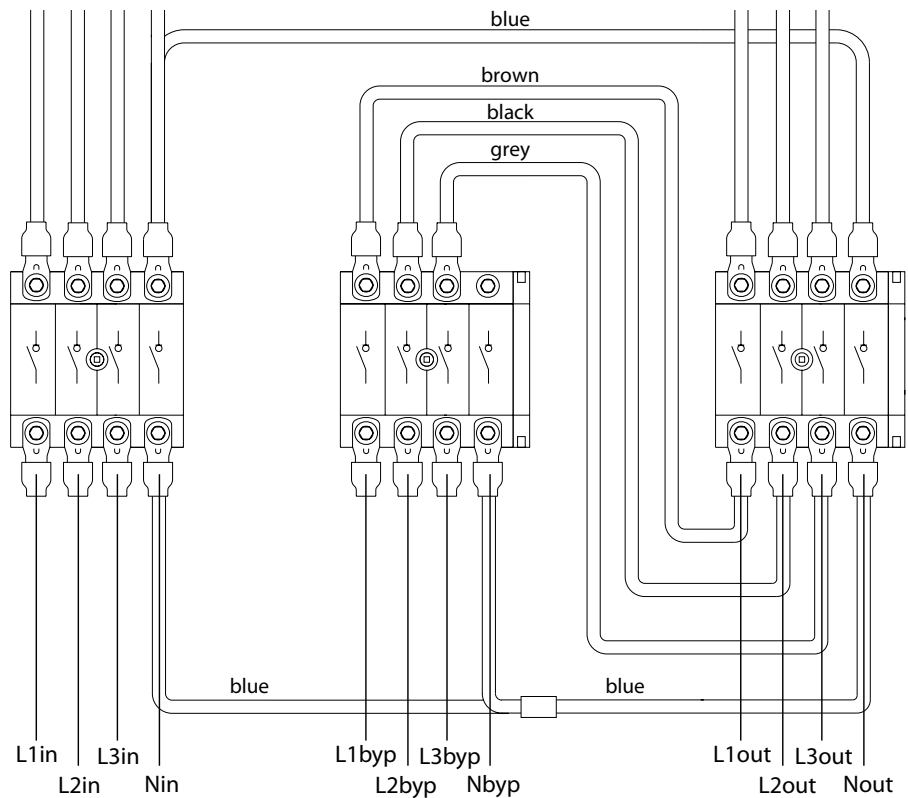 blue
brown
black
grey
blue
blue
L1in
L3in
L1byp
L3byp
L1out
L3out
L2in
Nin
L2byp
Nbyp
L2out
Nout